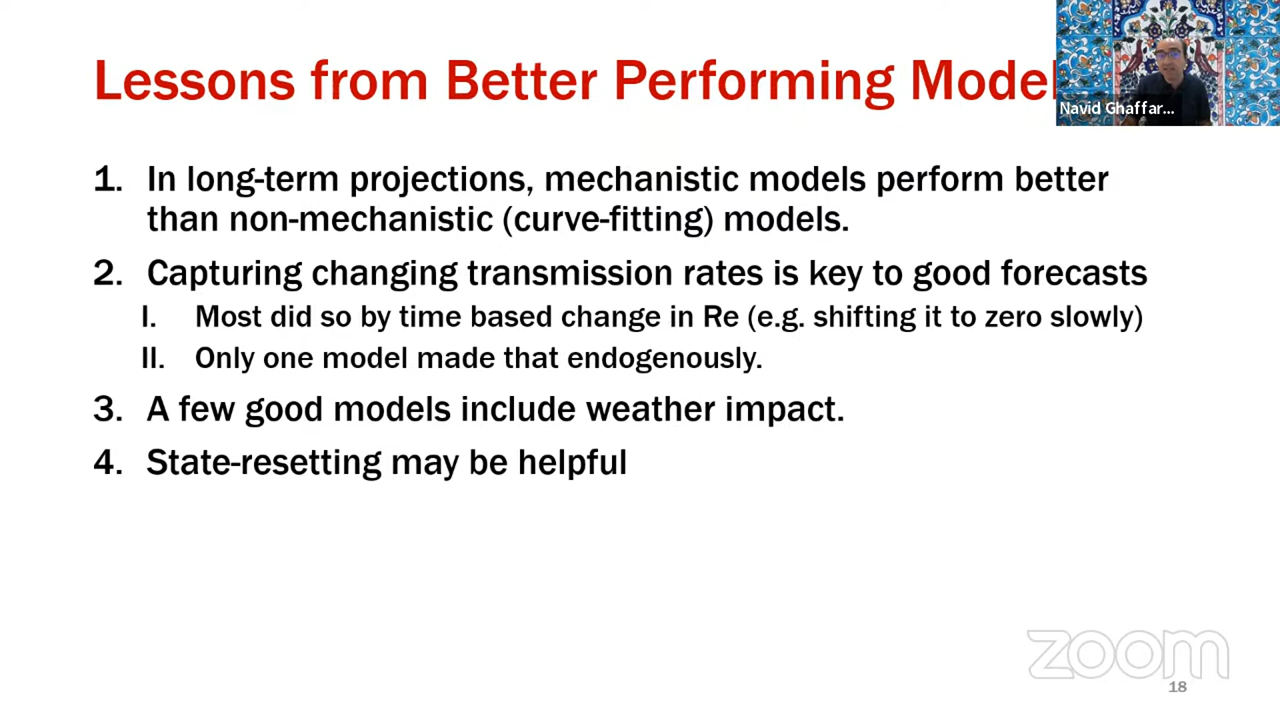 Lessons from Better Performing Model
Navid Ghaffar...
1. In long-term projections, mechanistic models perform better
than non-mechanistic (curve-fitting) models.
2. Capturing changing transmission rates is key to good forecasts
I. Most did so by time based change in Re (e.g. shifting it to zero slowly)
II. Only one model made that endogenously.
3. A few good models include weather impact.
4. State-resetting may be helpful
zoom
18